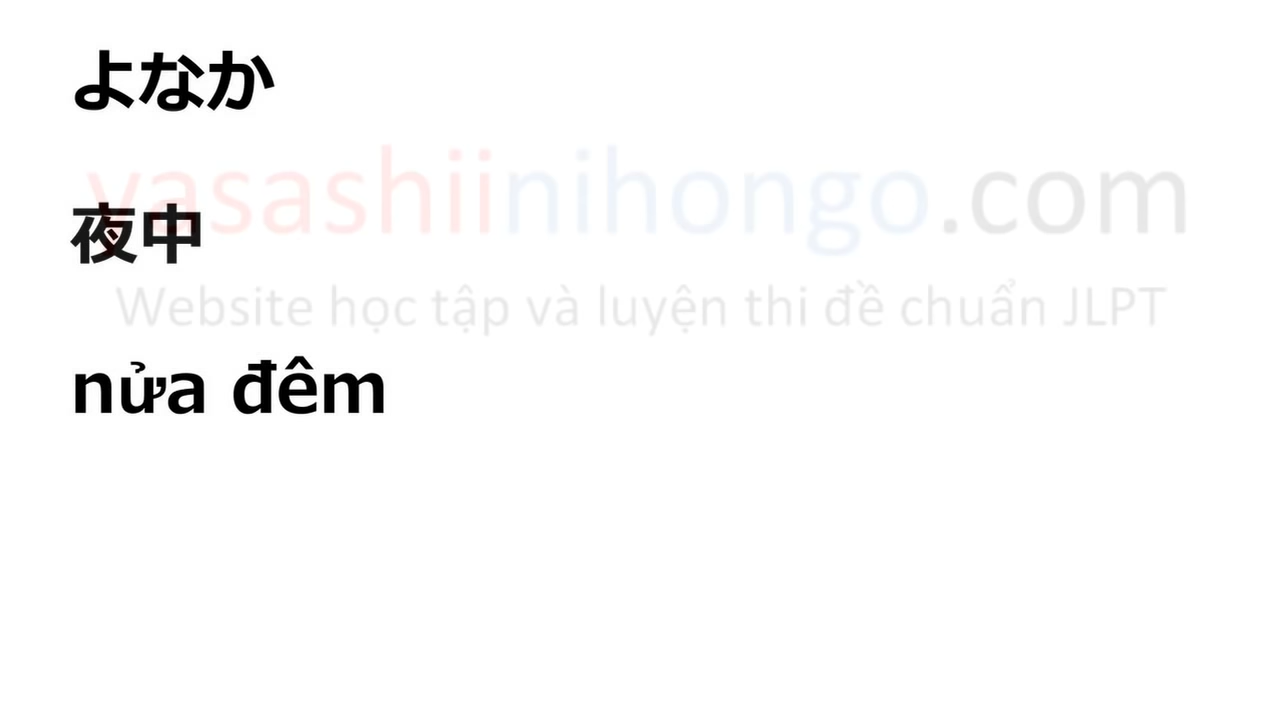 よなか
yasashiinihongo.com
夜中
Website học tập và luyện thi đề chuẩn JLPT
nửa đêm